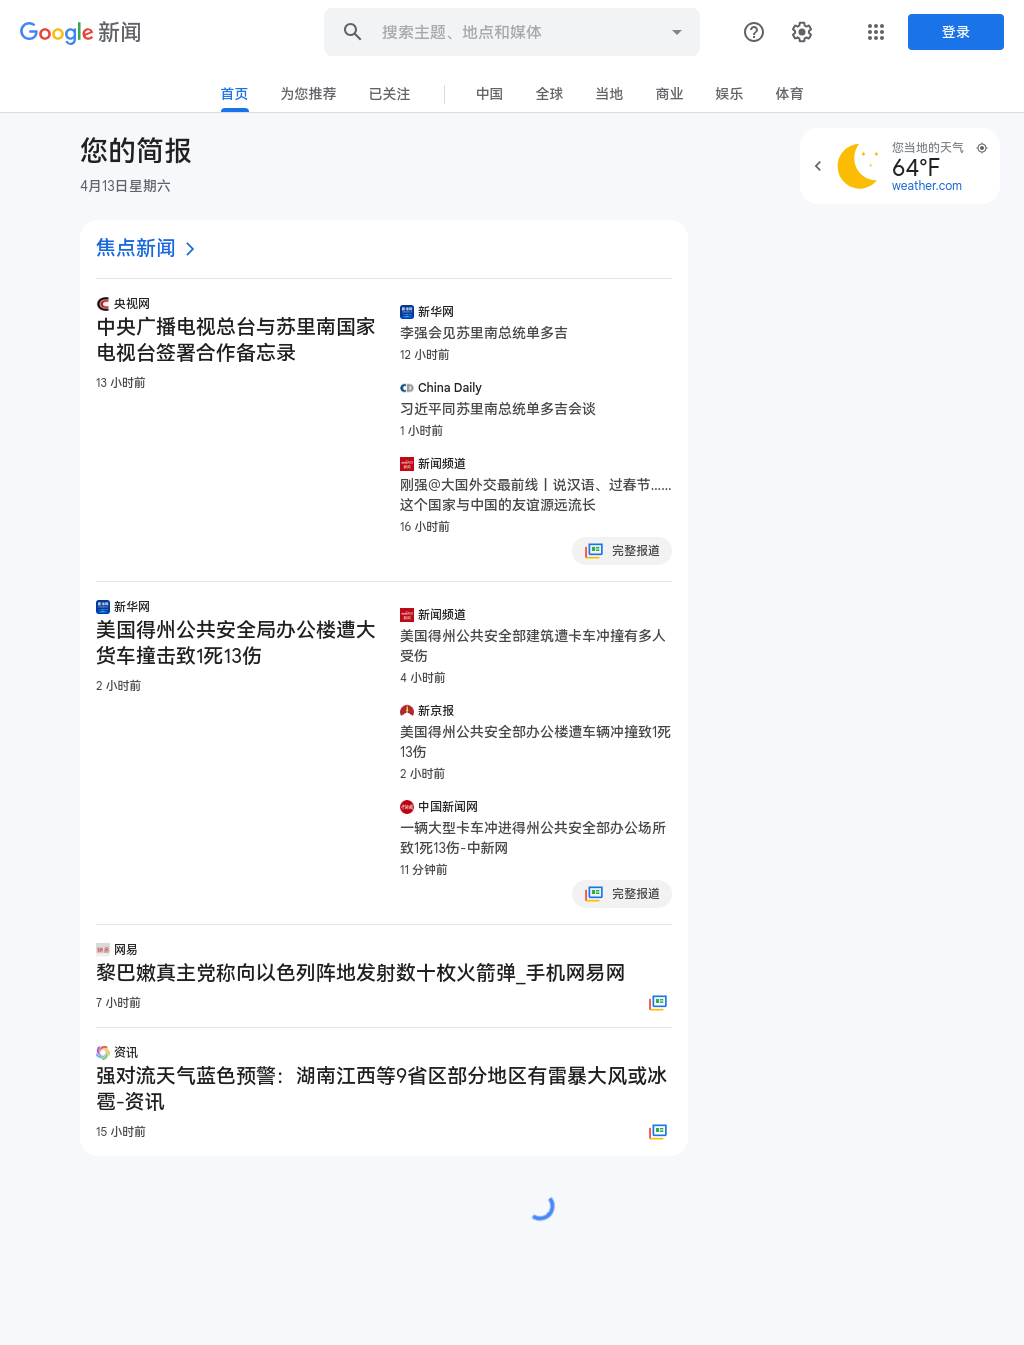 Google 新闻
搜索主题、地点和媒体
登录
首页
为您推荐
已关注
中国
全球
当地
商业
娱乐
体育
您的简报
4月13日星期六
您当地的天气
64°F
weather.com
焦点新闻
央视网
中央广播电视总台与苏里南国家
电视台签署合作备忘录
13 小时前
新华网
李强会见苏里南总统单多吉
12 小时前
China Daily
习近平同苏里南总统单多吉会谈
1 小时前
新闻频道
刚强@大国外交最前线丨说汉语、过春节……
这个国家与中国的友谊源远流长
16 小时前
完整报道
新华网
美国得州公共安全局办公楼遭大
货车撞击致1死13伤
2 小时前
新闻频道
美国得州公共安全部建筑遭卡车冲撞有多人
受伤
4 小时前
新京报
美国得州公共安全部办公楼遭车辆冲撞致1死
13伤
2 小时前
中国新闻网
一辆大型卡车冲进得州公共安全部办公场所
致1死13伤-中新网
11 分钟前
完整报道
网易
黎巴嫩真主党称向以色列阵地发射数十枚火箭弹_手机网易网
7 小时前
资讯
强对流天气蓝色预警：湖南江西等9省区部分地区有雷暴大风或冰
雹-资讯
15 小时前